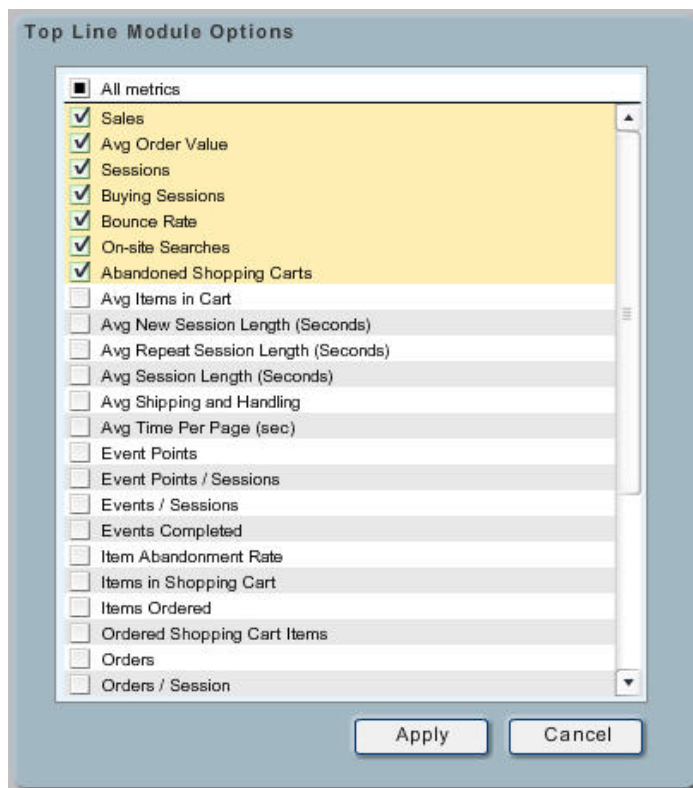 Top Line Module Options
All metrics
Sales
Avg Order Value
Sessions
Buying Sessions
Bounce Rate
On-site Searches
Abandoned Shopping Carts
Avg Items in Cart
Avg New Session Length (Seconds)
Avg Repeat Session Length (Seconds)
Avg Session Length (Seconds)
Avg Shipping and Handling
Avg Time Per Page (sec)
Event Points
Event Points / Sessions
Events / Sessions
Events Completed
Item Abandonment Rate
Items in Shopping Cart
Items Ordered
Ordered Shopping Cart Items
Orders
Orders / Session
Apply Cancel